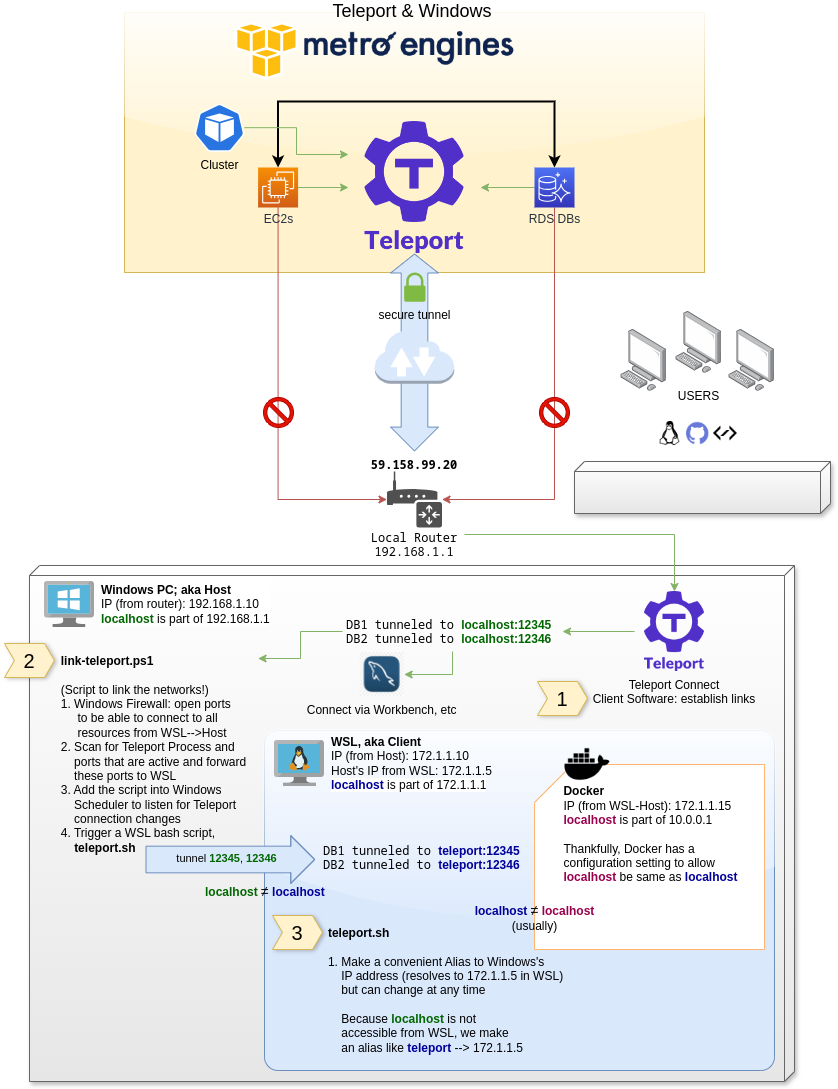 Teleport & Windows
metro engines
Cluster
EC2s
Teleport
RDS DBs
secure tunnel
USERS
59.158.99.20
Local Router
192.168.1.1
Windows PC; aka Host
IP (from router): 192.168.1.10
localhost is part of 192.168.1.1
DB1 tunneled to localhost:12345
DB2 tunneled to localhost:12346
Teleport
Teleport Connect
Client Software: establish links
1
Connect via Workbench, etc
2
link-teleport.ps1
(Script to link the networks!)
1. Windows Firewall: open ports
to be able to connect to all
resources from WSL-->Host
2. Scan for Teleport Process and
ports that are active and forward
these ports to WSL
3. Add the script into Windows
Scheduler to listen for Teleport
connection changes
4. Trigger a WSL bash script,
teleport.sh
tunnel 12345, 12346
localhost ≠ localhost
WSL, aka Client
IP (from Host): 172.1.1.10
Host's IP from WSL: 172.1.1.5
localhost is part of 172.1.1.1
DB1 tunneled to teleport:12345
DB2 tunneled to teleport:12346
Docker
IP (from WSL-Host): 172.1.1.15
localhost is part of 10.0.0.1
Thankfully, Docker has a
configuration setting to allow
localhost be same as localhost
localhost ≠ localhost
(usually)
3
teleport.sh
1. Make a convenient Alias to Windows's
IP address (resolves to 172.1.1.5 in WSL)
but can change at any time
Because localhost is not
accessible from WSL, we make
an alias like teleport --> 172.1.1.5